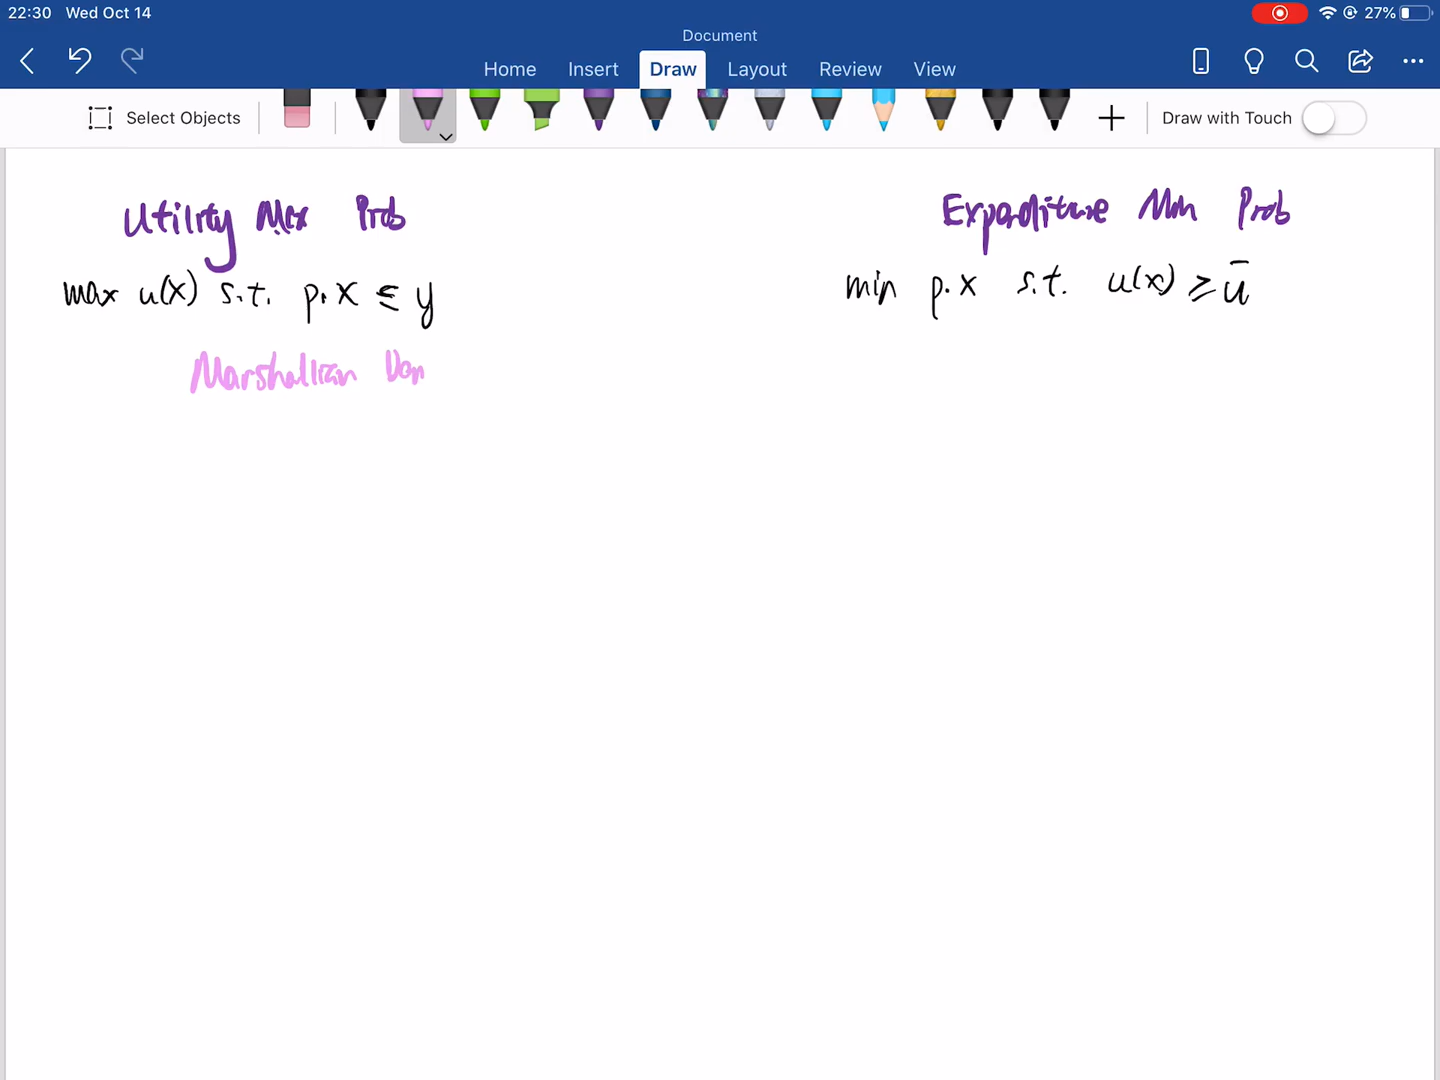 22:30 Wed Oct 14 27%
Document
Home Insert Draw Layout Review View
Select Objects Draw with Touch
Utility Max Prob
max u(x) s.t. p.x ≤ y
Marshallian Dem
Expenditure Min Prob
min p.x s.t. u(x) ≥ ū